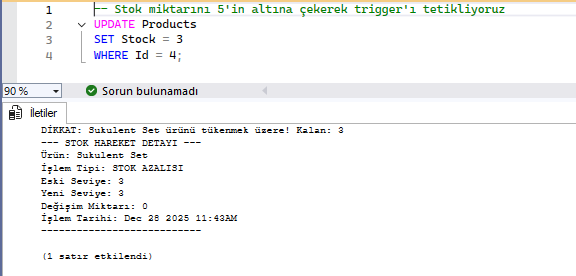 1 -- Stok miktarını 5'in altına çekerek trigger'ı tetikliyoruz
2 UPDATE Products
3 SET Stock = 3
4 WHERE Id = 4;
90 %
Sorun bulunamadı
İletiler
DİKKAT: Sukulent Set ürünü tükenmek üzere! Kalan: 3
--- STOK HAREKET DETAYI ---
Ürün: Sukulent Set
İşlem Tipi: STOK AZALISI
Eski Seviye: 3
Yeni Seviye: 3
Değişim Miktarı: 0
İşlem Tarihi: Dec 28 2025 11:43AM
---------------------------
(1 satır etkilendi)